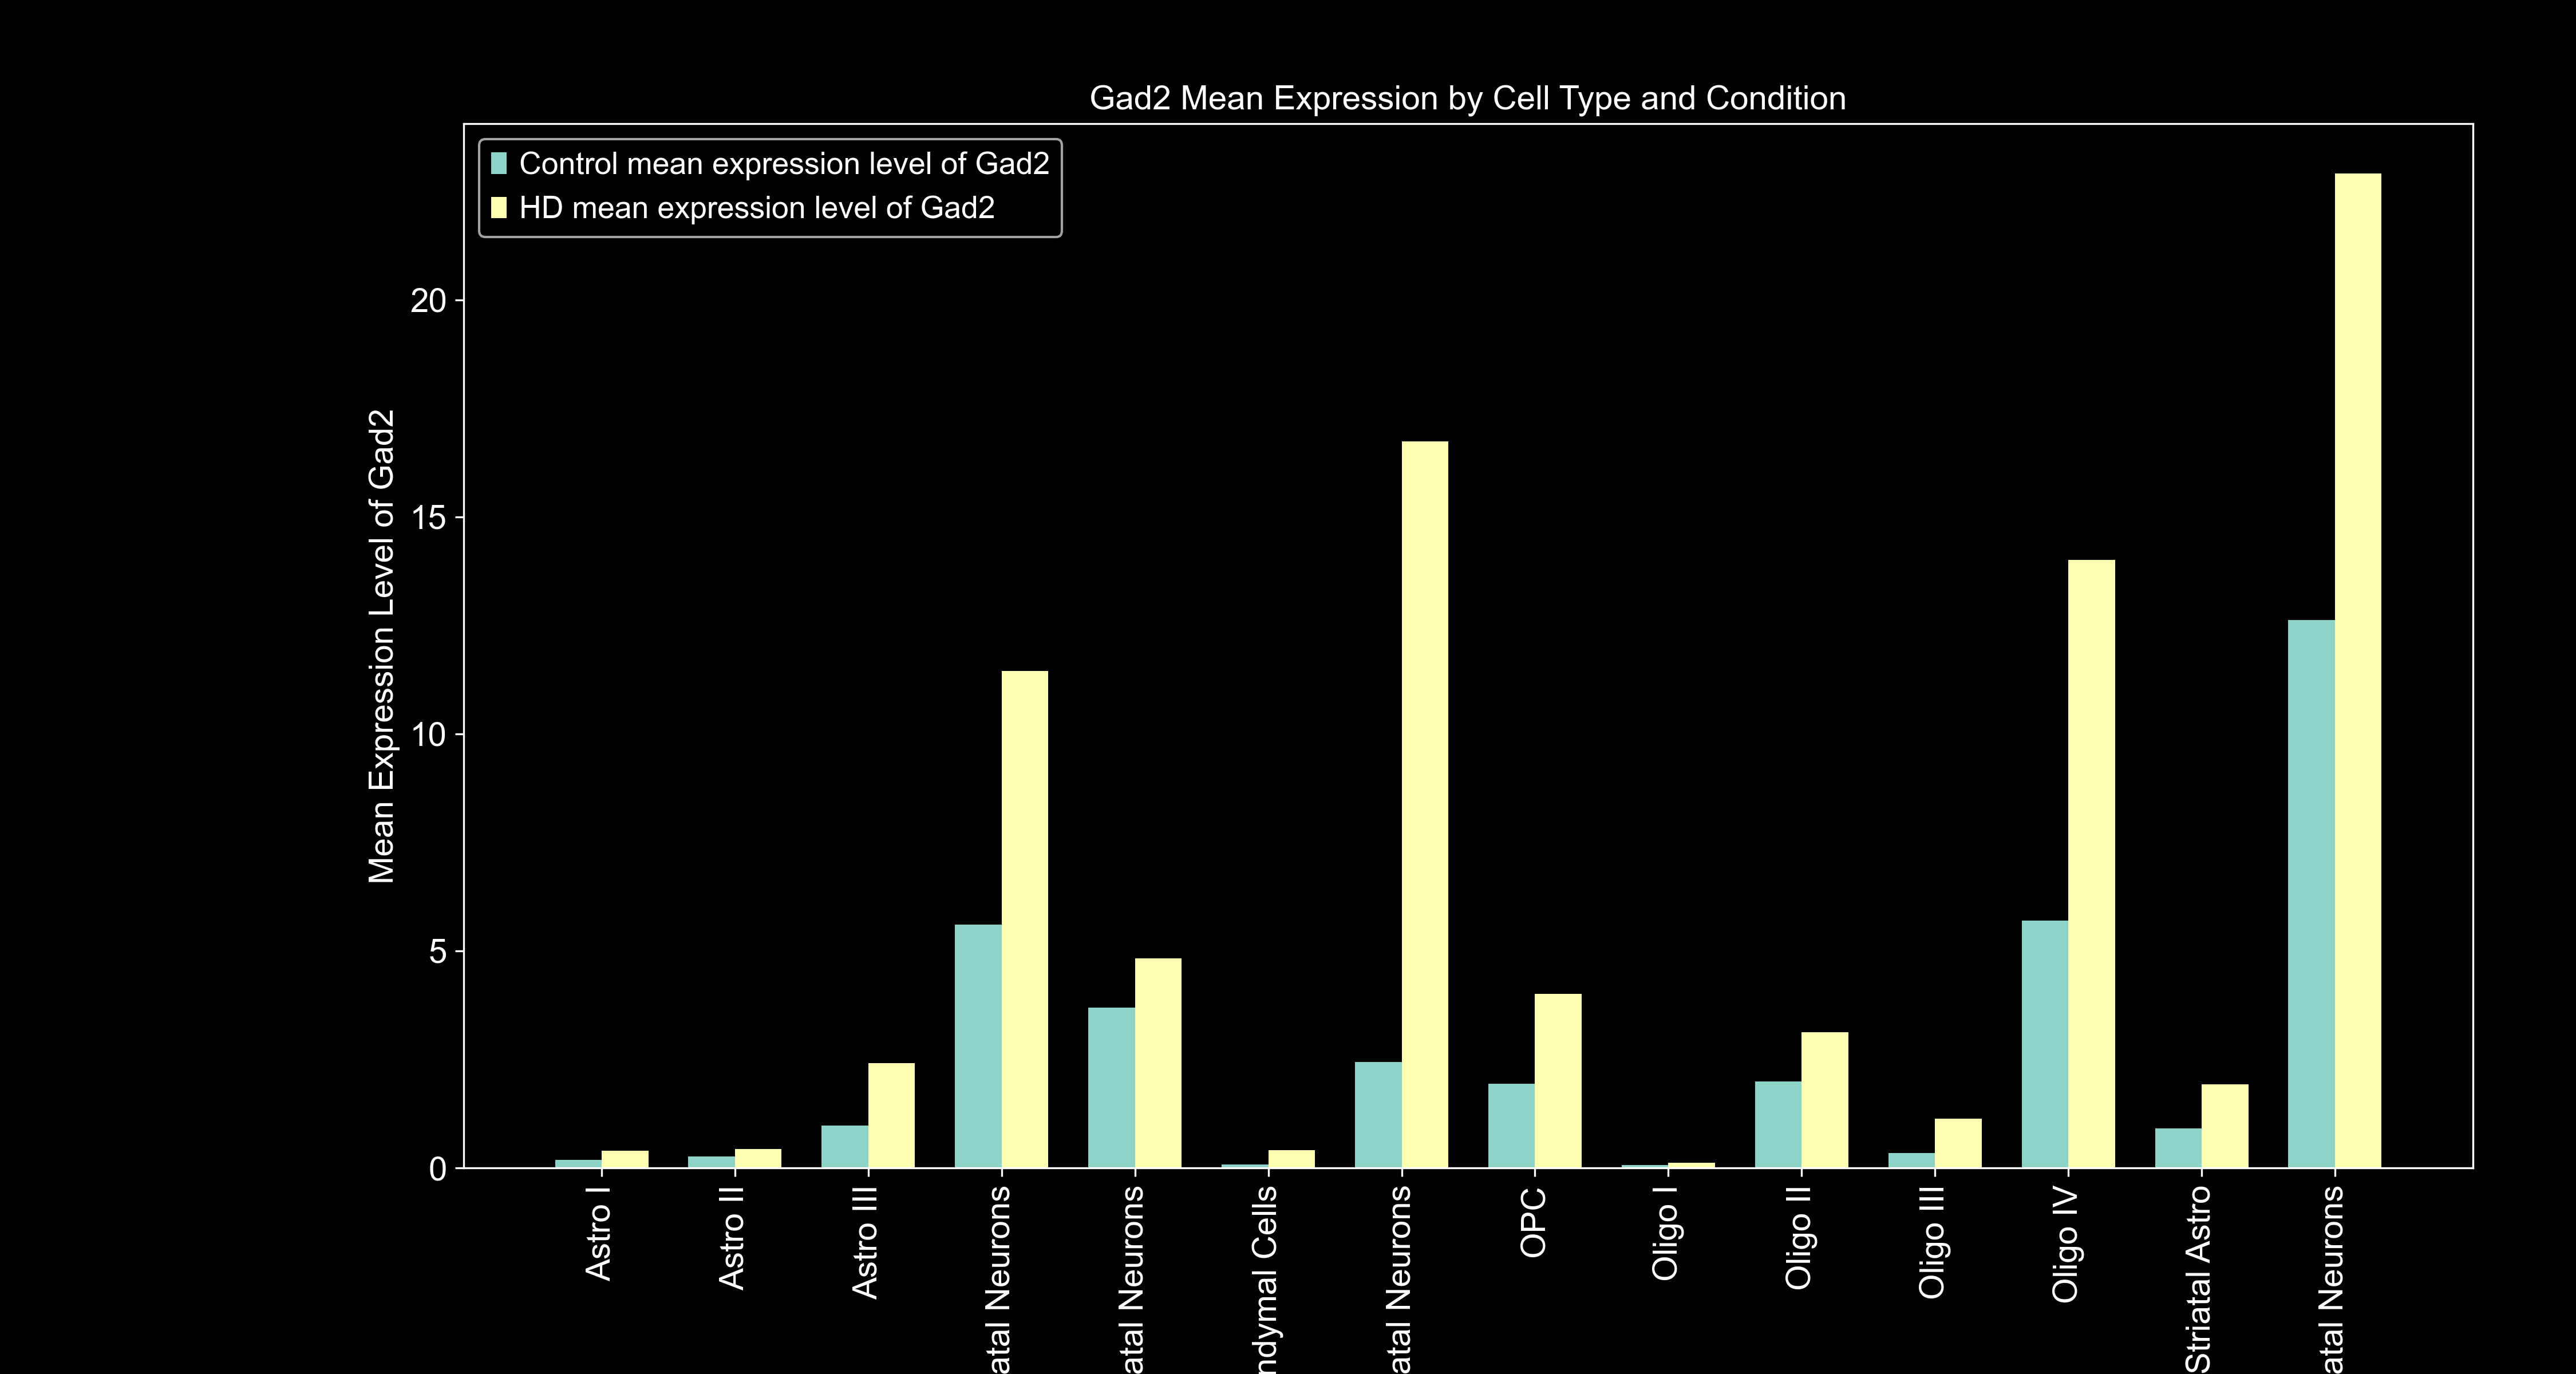 Gad2 Mean Expression by Cell Type and Condition
Control mean expression level of Gad2
HD mean expression level of Gad2
Mean Expression Level of Gad2
20
15
10
5
0
Astro I
Astro II
Astro III
atal Neurons
atal Neurons
ndymal Cells
atal Neurons
OPC
Oligo I
Oligo II
Oligo III
Oligo IV
Striatal Astro
atal Neurons